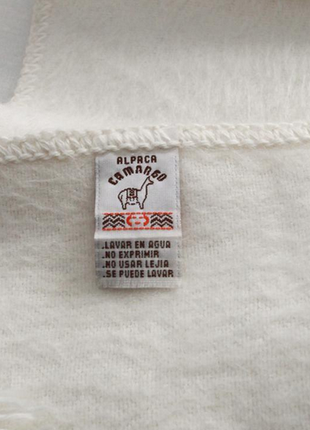 ALPACA
CAMARGO
.LAVAR EN AGUA
.NO EXPRIMIR
.NO USAR LEJIA
.SE PUEDE LAVAR